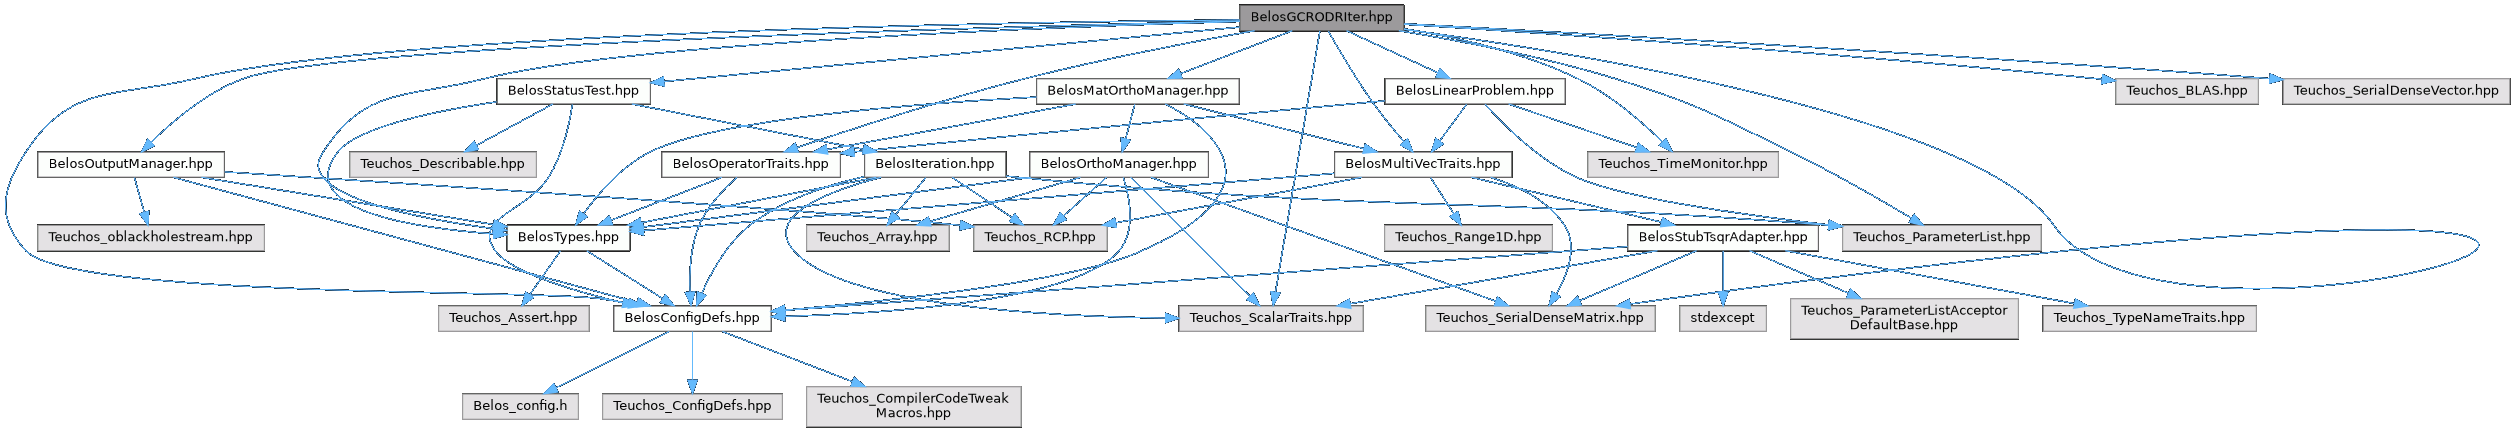 BelosGCRODRIter.hpp
BelosStatusTest.hpp
BelosMatOrthoManager.hpp
BelosLinearProblem.hpp
Teuchos_BLAS.hpp
Teuchos_SerialDenseVector.hpp
BelosOutputManager.hpp
Teuchos_Describable.hpp
BelosOperatorTraits.hpp
BelosIteration.hpp
BelosOrthoManager.hpp
BelosMultiVecTraits.hpp
Teuchos_TimeMonitor.hpp
Teuchos_oblackholestream.hpp
BelosTypes.hpp
Teuchos_Array.hpp
Teuchos_RCP.hpp
Teuchos_Range1D.hpp
BelosStubTsqrAdapter.hpp
Teuchos_ParameterList.hpp
Teuchos_Assert.hpp
BelosConfigDefs.hpp
Teuchos_ScalarTraits.hpp
Teuchos_SerialDenseMatrix.hpp
stdexcept
Teuchos_ParameterListAcceptor
DefaultBase.hpp
Teuchos_TypeNameTraits.hpp
Belos_config.h
Teuchos_ConfigDefs.hpp
Teuchos_CompilerCodeTweak
Macros.hpp